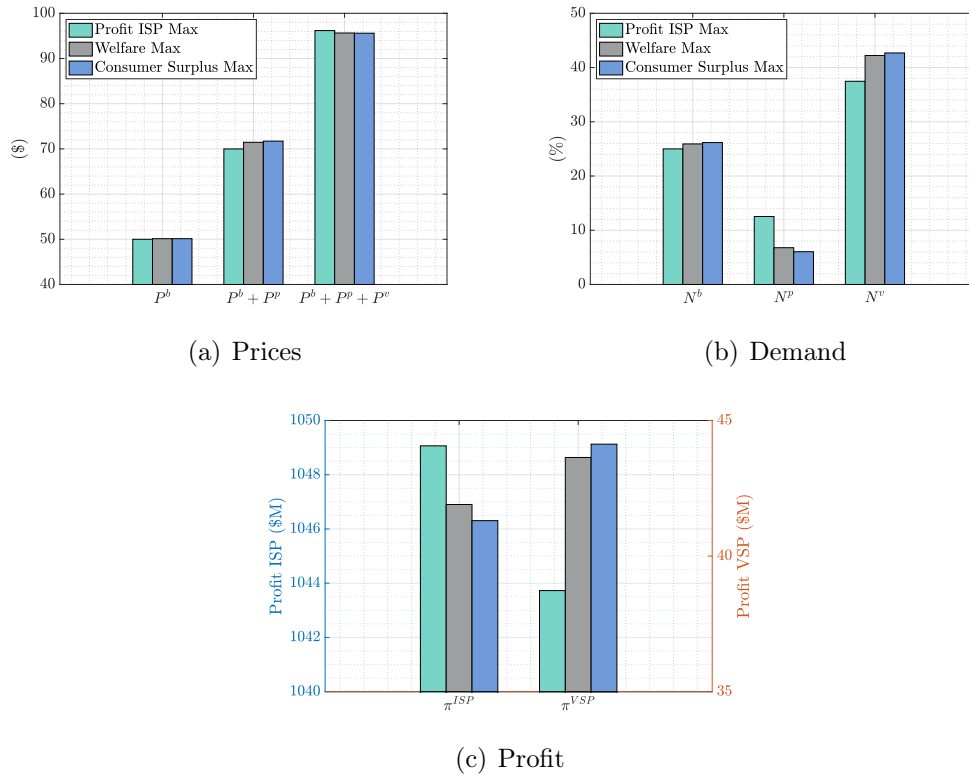 100
90
80
70
60
50
40
($)
Profit ISP Max
Welfare Max
Consumer Surplus Max
P^b
P^b + P^p
P^b + P^p + P^v
(a) Prices
50
40
30
20
10
0
(%)
Profit ISP Max
Welfare Max
Consumer Surplus Max
N^b
N^p
N^v
(b) Demand
1050
1048
1046
1044
1042
1040
Profit ISP ($M)
45
40
35
Profit VSP ($M)
π^{ISP}
π^{VSP}
(c) Profit